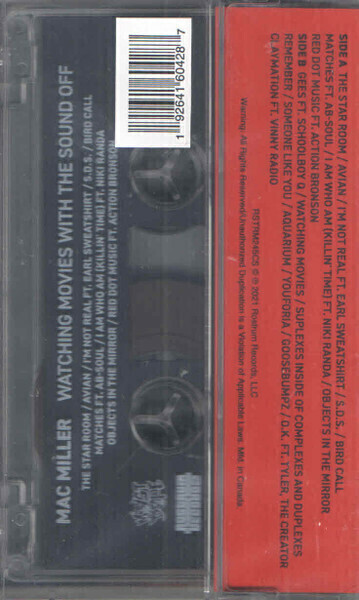 SIDE A THE STAR ROOM / AVIAN / I'M NOT REAL FT. EARL SWEATSHIRT / S.D.S. / BIRD CALL
MATCHES FT. AB-SOUL / I AM WHO AM (KILLIN' TIME) FT. NIKI RANDA / OBJECTS IN THE MIRROR
RED DOT MUSIC FT. ACTION BRONSON
SIDE B GEES FT. SCHOOLBOY Q / WATCHING MOVIES / SUPLEXES INSIDE OF COMPLEXES AND DUPLEXES
REMEMBER / SOMEONE LIKE YOU / AQUARIUM / YOUFORIA / GOOSEBUMPZ / O.K. FT. TYLER, THE CREATOR
CLAYMATION FT. VINNY RADIO
RSTRM245CS ℗ © 2021 Rostrum Records, LLC
Warning: All Rights Reserved/Unauthorized Duplication is a Violation of Applicable Laws. MM. in Canada.
1 92641 60428 7
MAC MILLER WATCHING MOVIES WITH THE SOUND OFF
THE STAR ROOM / AVIAN / I'M NOT REAL FT. EARL SWEATSHIRT / S.D.S. / BIRD CALL
MATCHES FT. AB-SOUL / I AM WHO AM (KILLIN' TIME) FT. NIKI RANDA
OBJECTS IN THE MIRROR / RED DOT MUSIC FT. ACTION BRONSON